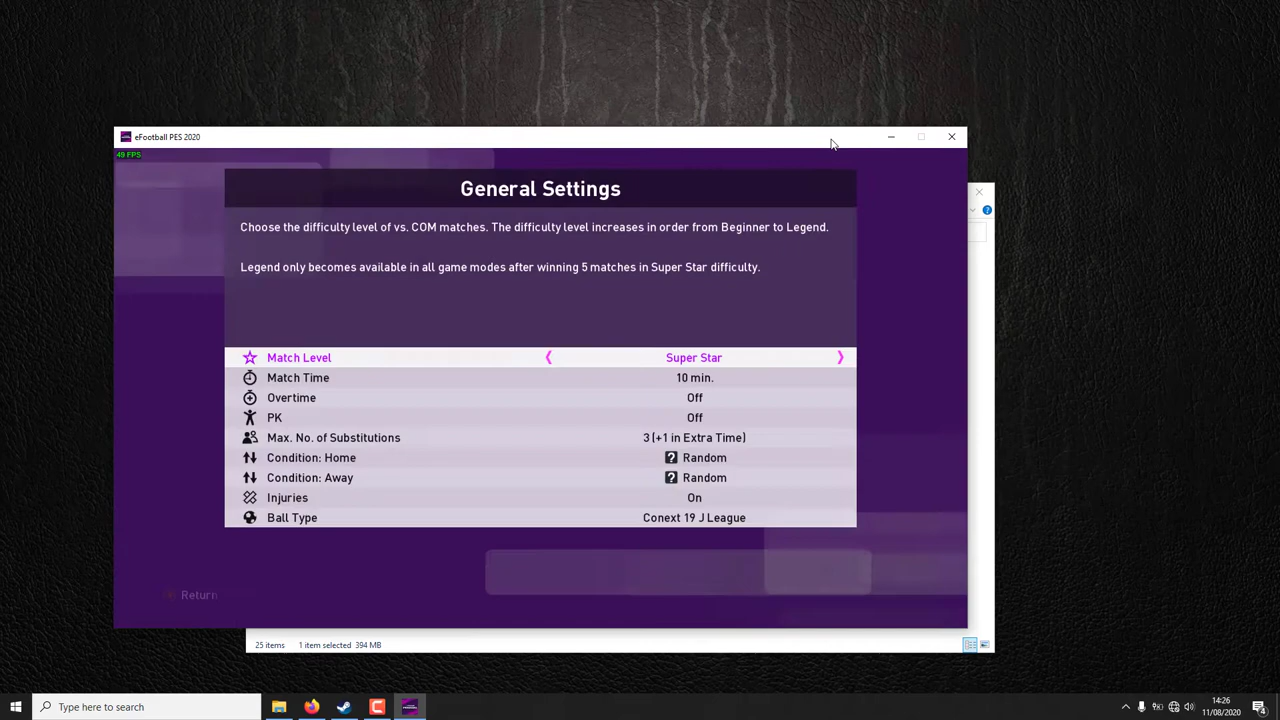 eFootball PES 2020
49 FPS
General Settings
Choose the difficulty level of vs. COM matches. The difficulty level increases in order from Beginner to Legend.
Legend only becomes available in all game modes after winning 5 matches in Super Star difficulty.
Match Level Super Star
Match Time 10 min.
Overtime Off
PK Off
Max. No. of Substitutions 3 (+1 in Extra Time)
Condition: Home Random
Condition: Away Random
Injuries On
Ball Type Conext 19 J League
Return
25 items 1 item selected 394 MB
Type here to search
14:26
11/08/2020